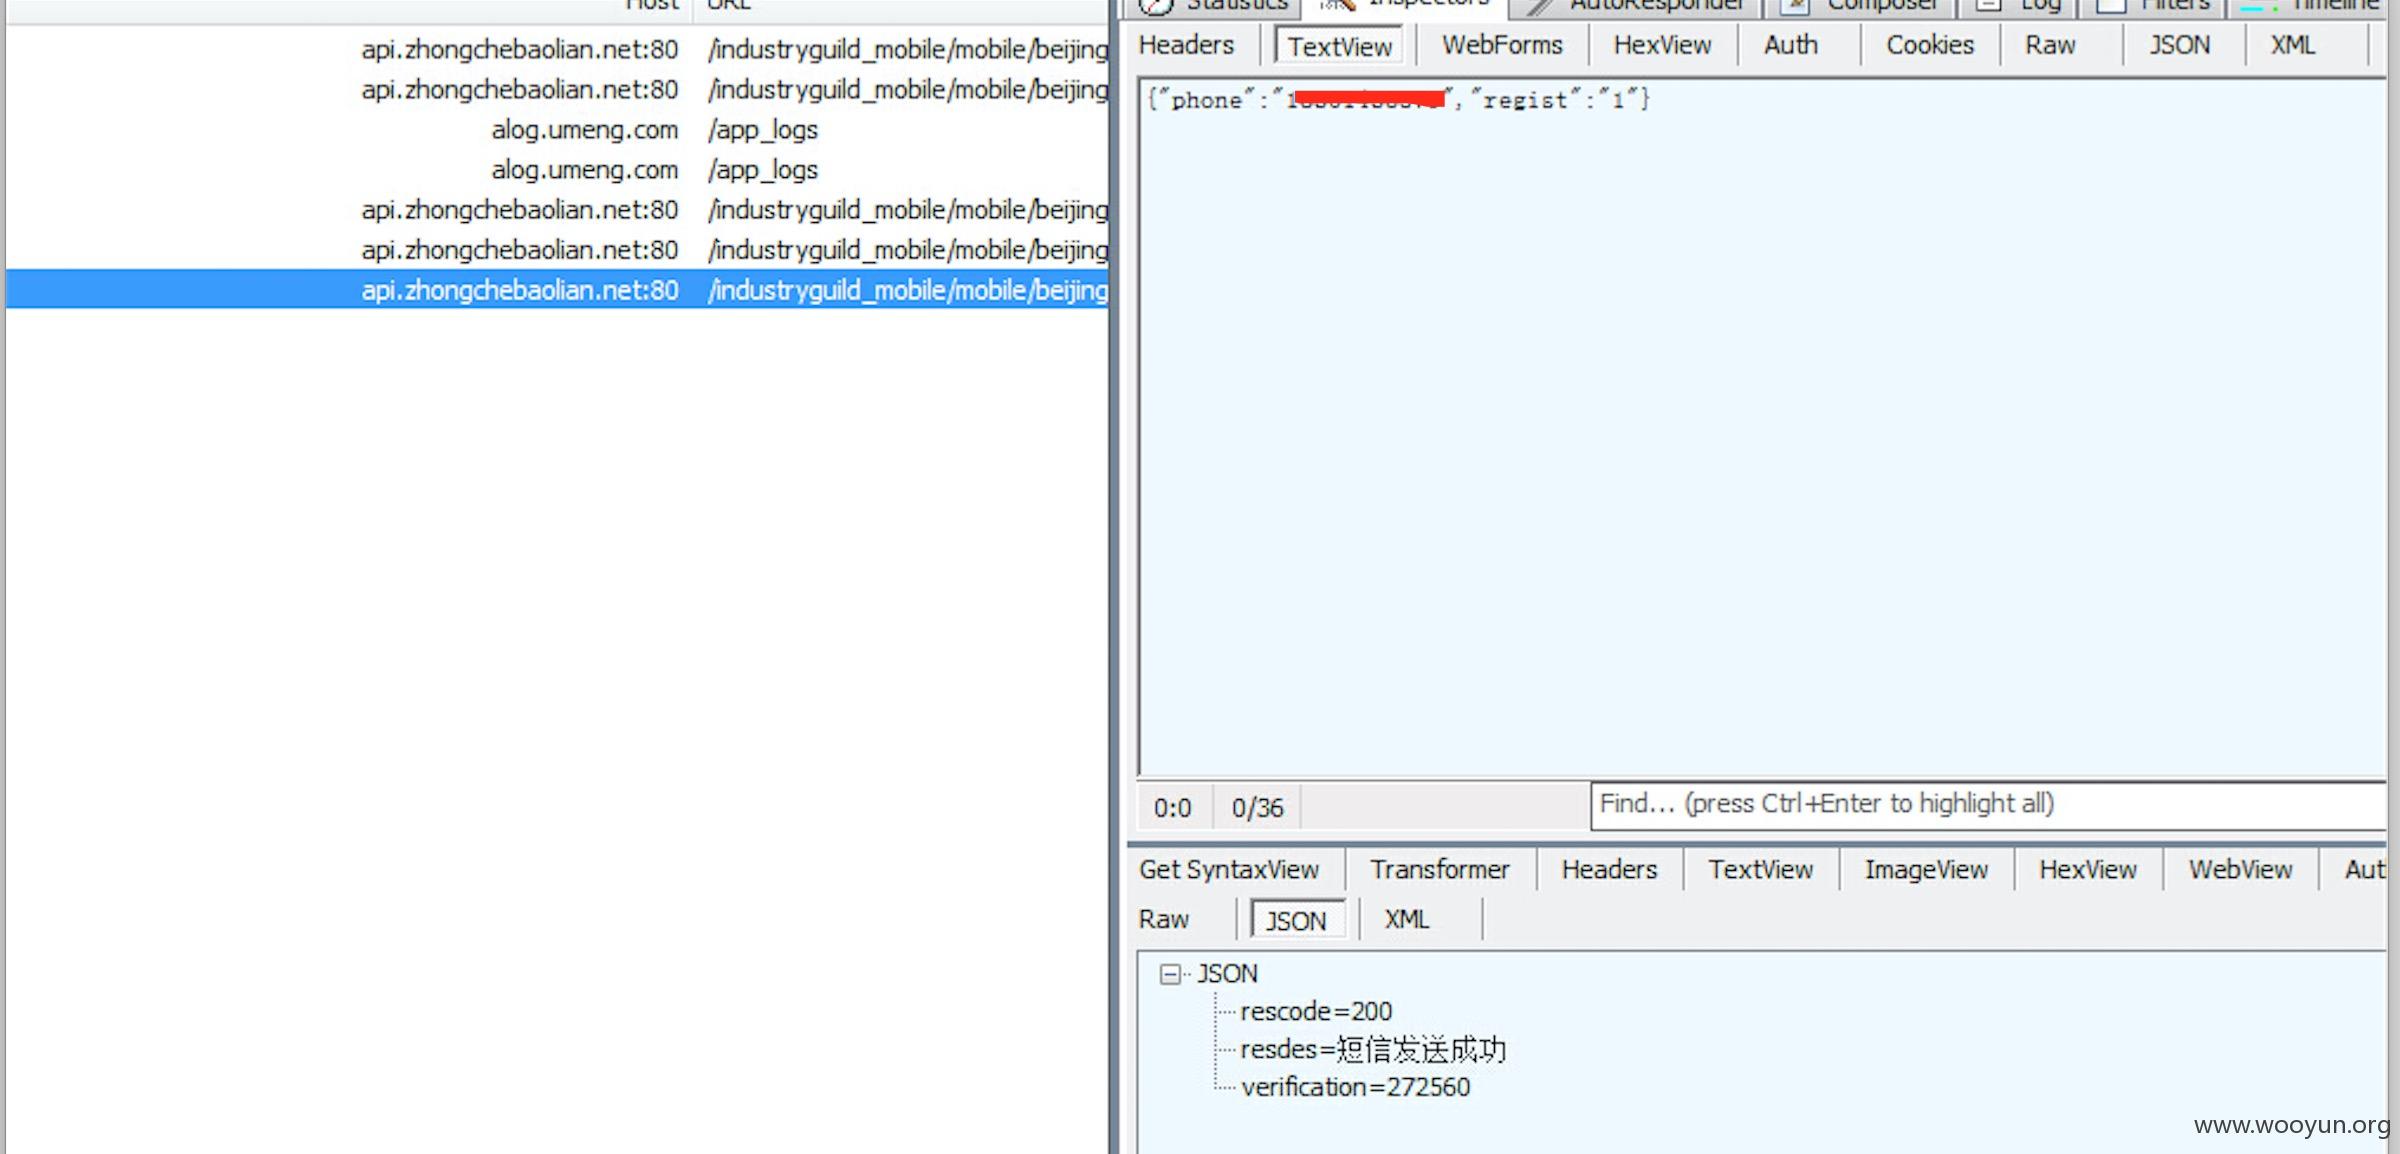 Host URL
Statistics Inspectors AutoResponder Composer Log Filters Timeline
Headers TextView WebForms HexView Auth Cookies Raw JSON XML
api.zhongchebaolian.net:80 /industryguild_mobile/mobile/beijing
api.zhongchebaolian.net:80 /industryguild_mobile/mobile/beijing
alog.umeng.com /app_logs
alog.umeng.com /app_logs
api.zhongchebaolian.net:80 /industryguild_mobile/mobile/beijing
api.zhongchebaolian.net:80 /industryguild_mobile/mobile/beijing
api.zhongchebaolian.net:80 /industryguild_mobile/mobile/beijing
{"phone":"1", "regist":"1"}
0:0 0/36 Find... (press Ctrl+Enter to highlight all)
Get SyntaxView Transformer Headers TextView ImageView HexView WebView Aut
Raw JSON XML
JSON
rescode=200
resdes=短信发送成功
verification=272560
www.wooyun.org